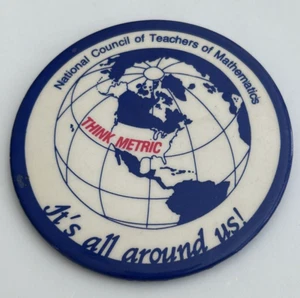 National Council of Teachers of Mathematics
THINK METRIC
It's all around us!